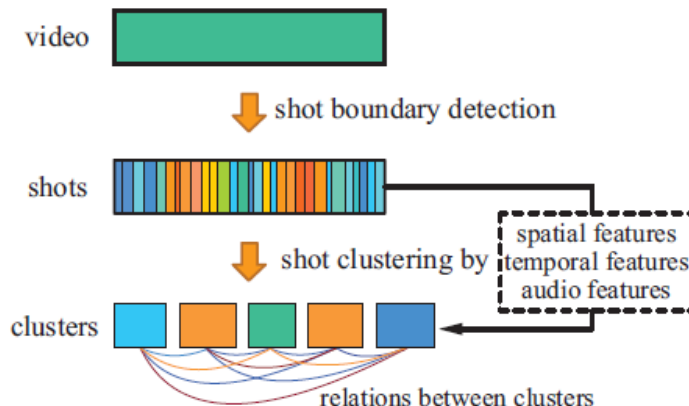 video
shot boundary detection
shots
spatial features
shot clustering by temporal features
audio features
clusters
relations between clusters